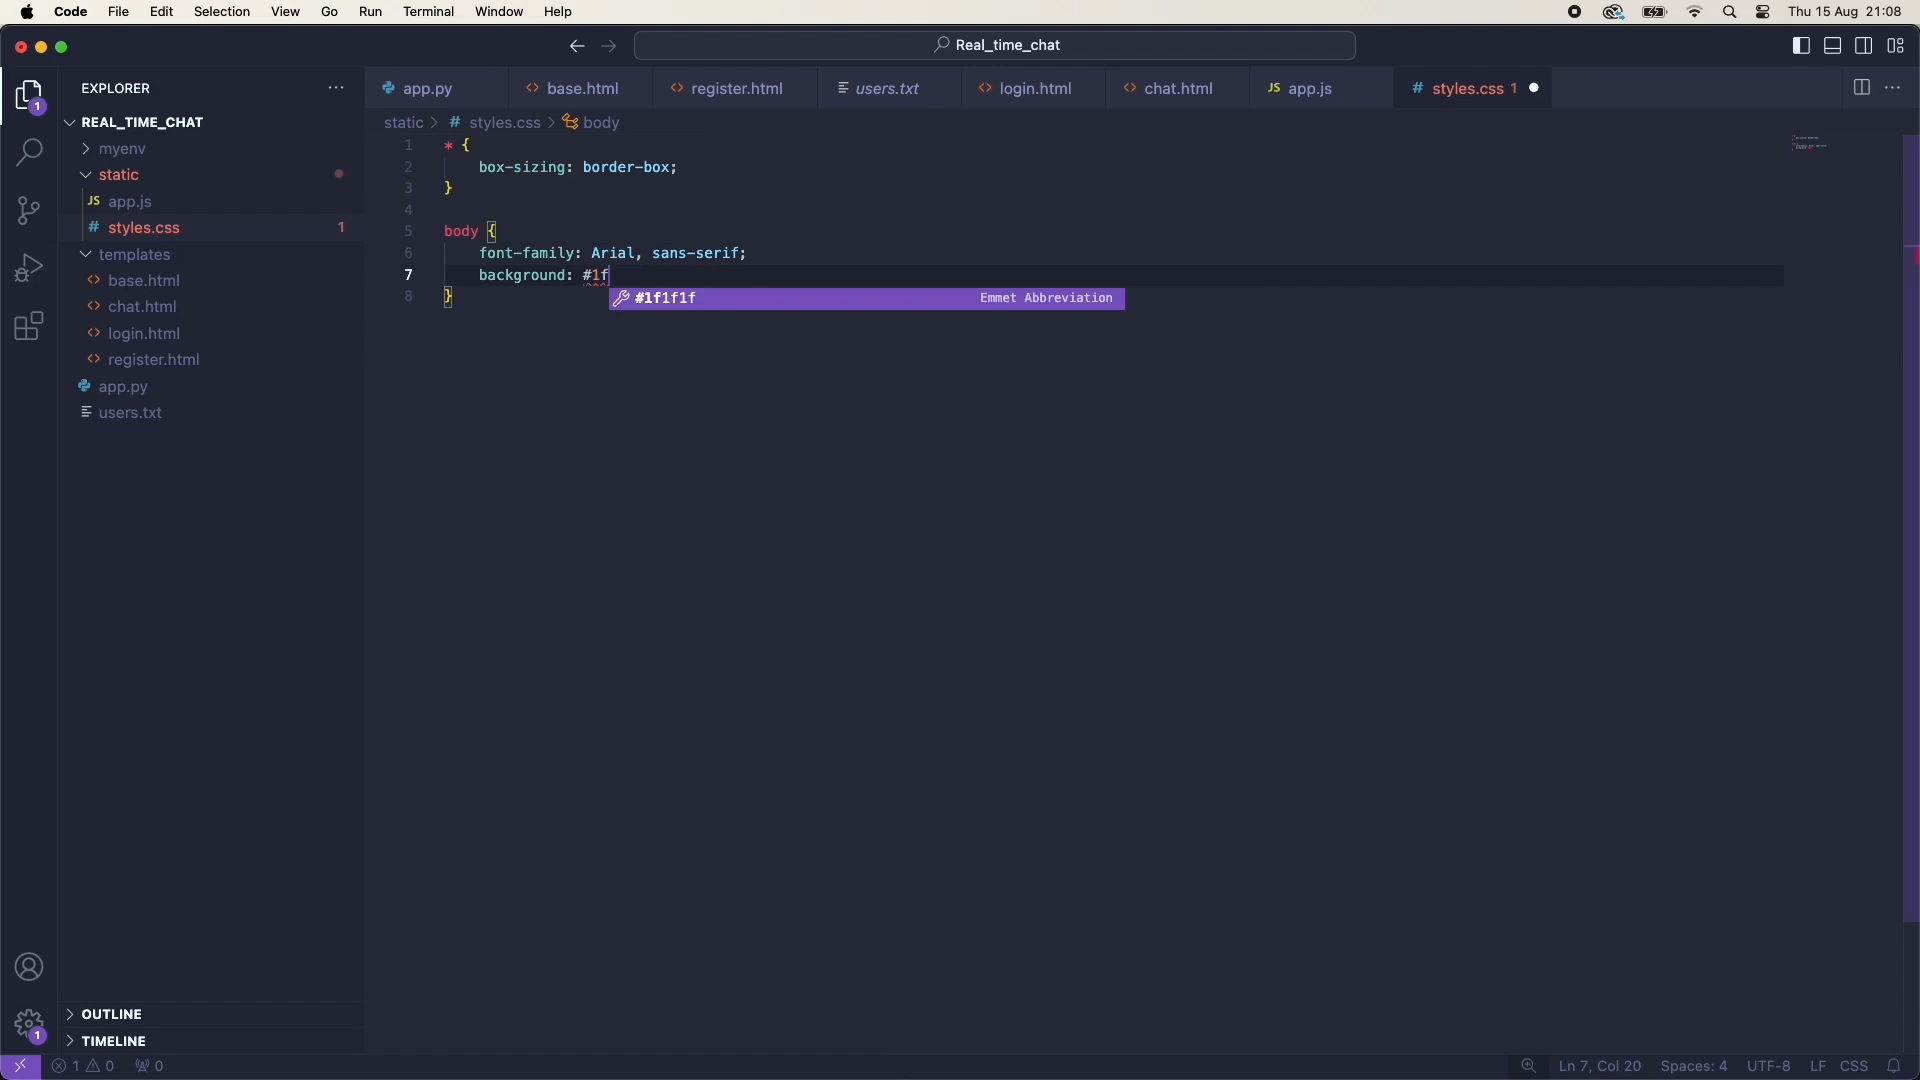 Code File Edit Selection View Go Run Terminal Window Help Thu 15 Aug 21:08
Real_time_chat
EXPLORER
app.py base.html register.html users.txt login.html chat.html JS app.js # styles.css 1
REAL_TIME_CHAT
static > # styles.css > body
myenv
static
JS app.js
# styles.css 1
templates
base.html
chat.html
login.html
register.html
app.py
users.txt
1 * {
2 box-sizing: border-box;
3 }
4
5 body {
6 font-family: Arial, sans-serif;
7 background: #1f
8 }
#1f1f1f Emmet Abbreviation
1
OUTLINE
1
TIMELINE
1 0 0 Ln 7, Col 20 Spaces: 4 UTF-8 LF CSS